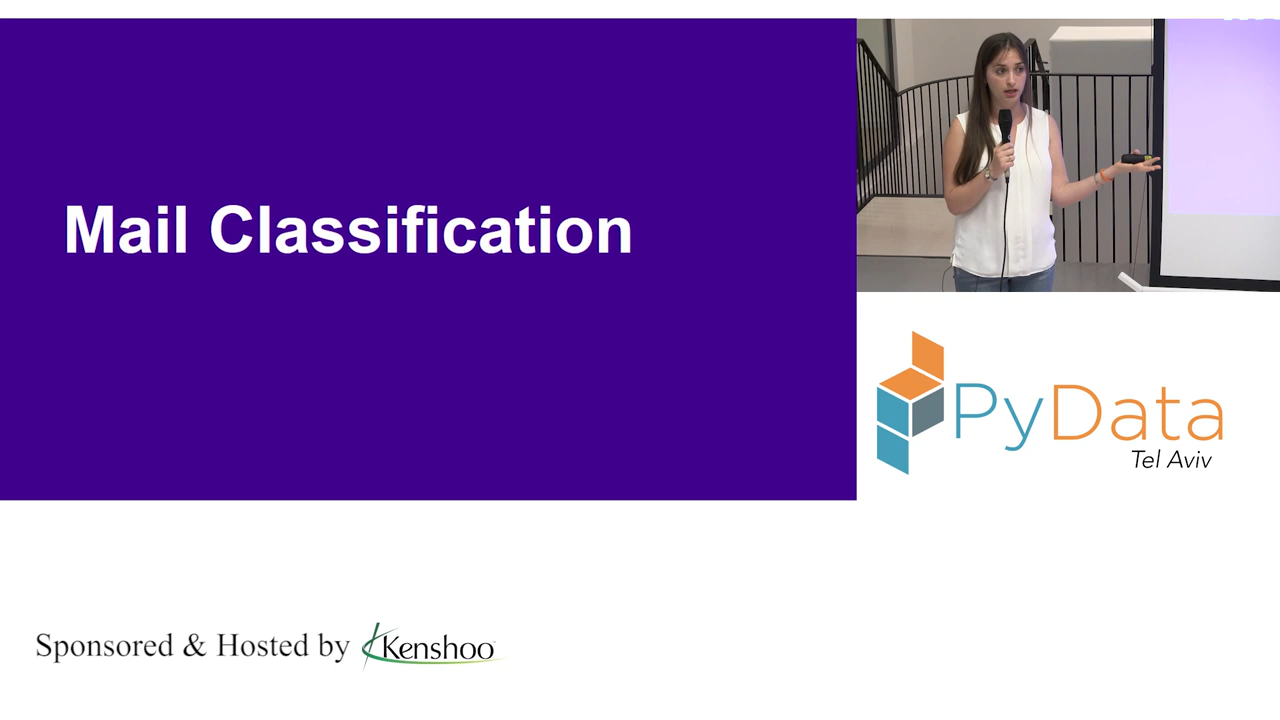 Mail Classification
PyData
Tel Aviv
Sponsored & Hosted by Kenshoo